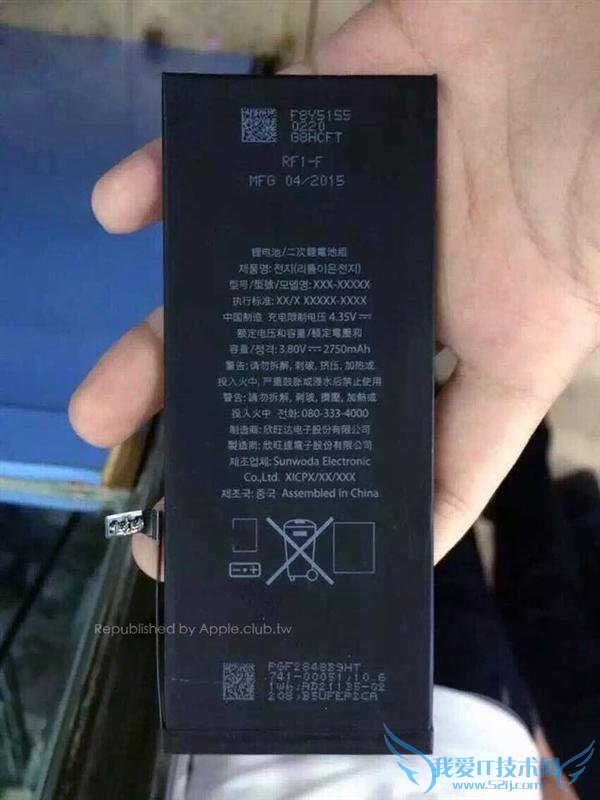 F8Y5155
0220
G8HCFT
RF1-F
MFG 04/2015
锂电池/二次鋰電池組
제품명: 전지(리튬이온전지)
型号/型號/모델명: XXX-XXXXX
执行标准: XX/X XXXXX-XXXX
中国制造 充电限制电压 4.35V⎓
额定电压和容量/額定電壓和
容量/정격: 3.80V⎓ 2750mAh
警告: 请勿拆解, 刺破, 挤压, 加热或
投入火中, 严重鼓胀或浸水后禁止使用
警告: 請勿拆解, 刺破, 擠壓, 加熱或
投入火中 전화: 080-333-4000
制造商: 欣旺达电子股份有限公司
製造商: 欣旺達電子股份有限公司
제조업체: Sunwoda Electronic
Co.,Ltd. XICPX/XX/XXX
제조국: 중국 Assembled in China
Republished by Apple.club.tw
PGF2848B9HT
.741-00051,10.6
1W6,AD21135-02
208,B5UFEP2CA
我爱IT技术网
www.52ij.com